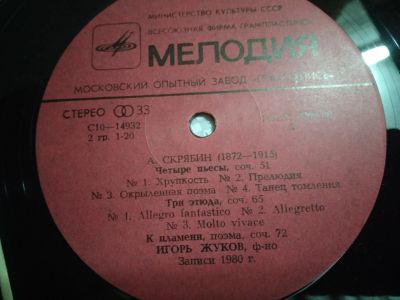 МИНИСТЕРСТВО КУЛЬТУРЫ СССР
ВСЕСОЮЗНАЯ ФИРМА ГРАМПЛАСТИНОК
МЕЛОДИЯ
МОСКОВСКИЙ ОПЫТНЫЙ ЗАВОД
СТЕРЕО 33
С10—14932
2 гр. 1-20
А. СКРЯБИН (1872—1915)
Четыре пьесы, соч. 51
№ 1. Хрупкость № 2. Прелюдия
№ 3. Окрыленная поэма № 4. Танец томления
Три этюда, соч. 65
№ 1. Allegro fantastico № 2. Allegretto
№ 3. Molto vivace
К пламени, поэма, соч. 72
ИГОРЬ ЖУКОВ, ф-но
Записи 1980 г.